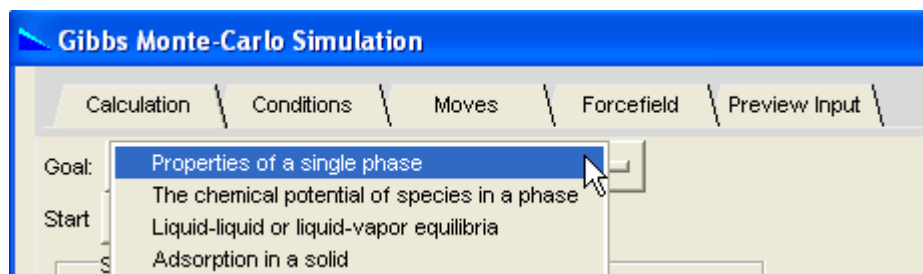 Gibbs Monte-Carlo Simulation
Calculation Conditions Moves Forcefield Preview Input
Goal: Properties of a single phase
The chemical potential of species in a phase
Start Liquid-liquid or liquid-vapor equilibria
Adsorption in a solid